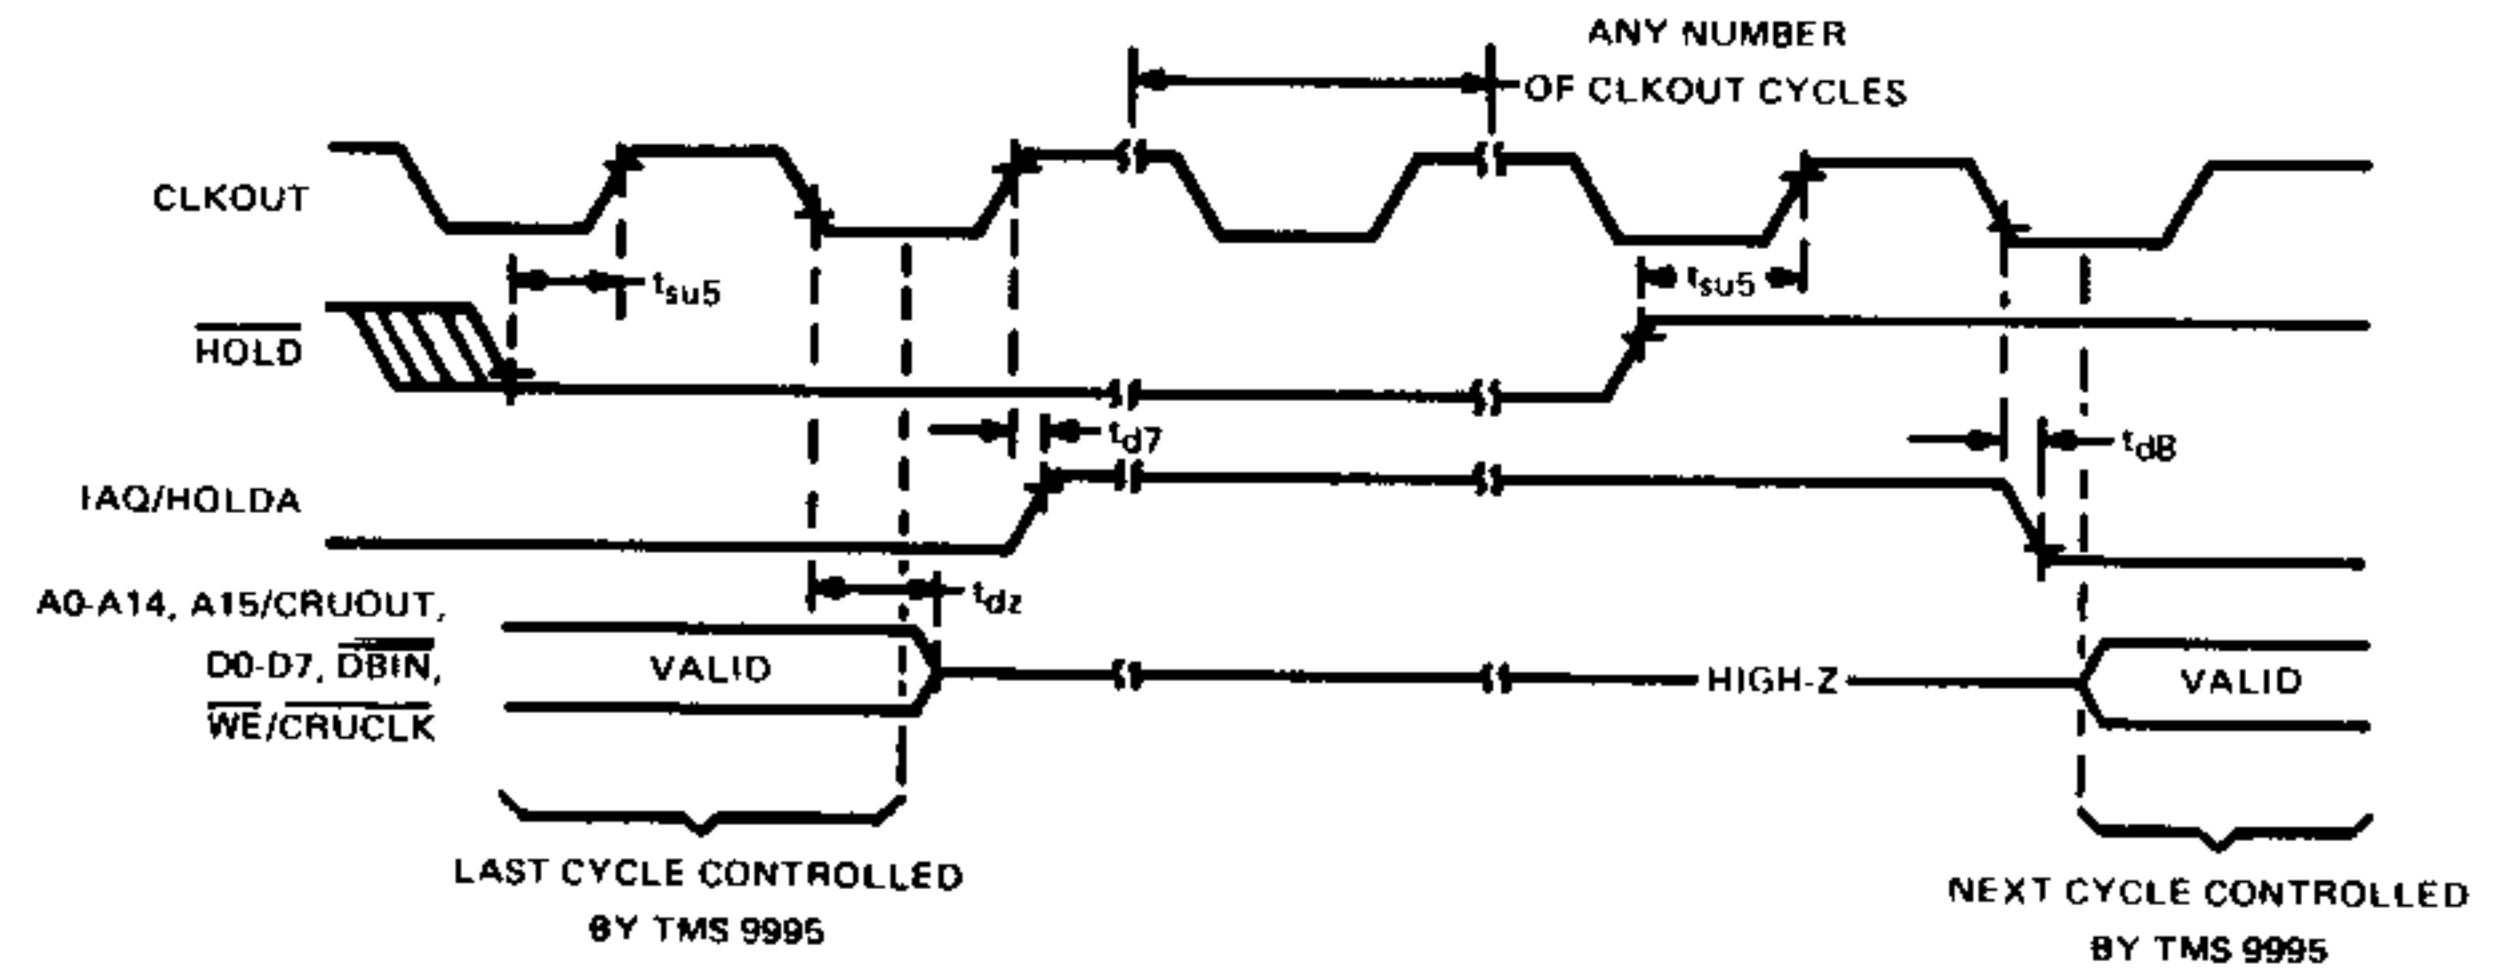 ANY NUMBER
OF CLKOUT CYCLES
CLKOUT
tsu5
tsu5
HOLD
td7
td8
IAQ/HOLDA
tdz
A0-A14, A15/CRUOUT,
D0-D7, DBIN,
WE/CRUCLK
VALID
HIGH-Z
VALID
LAST CYCLE CONTROLLED
BY TMS 9995
NEXT CYCLE CONTROLLED
BY TMS 9995